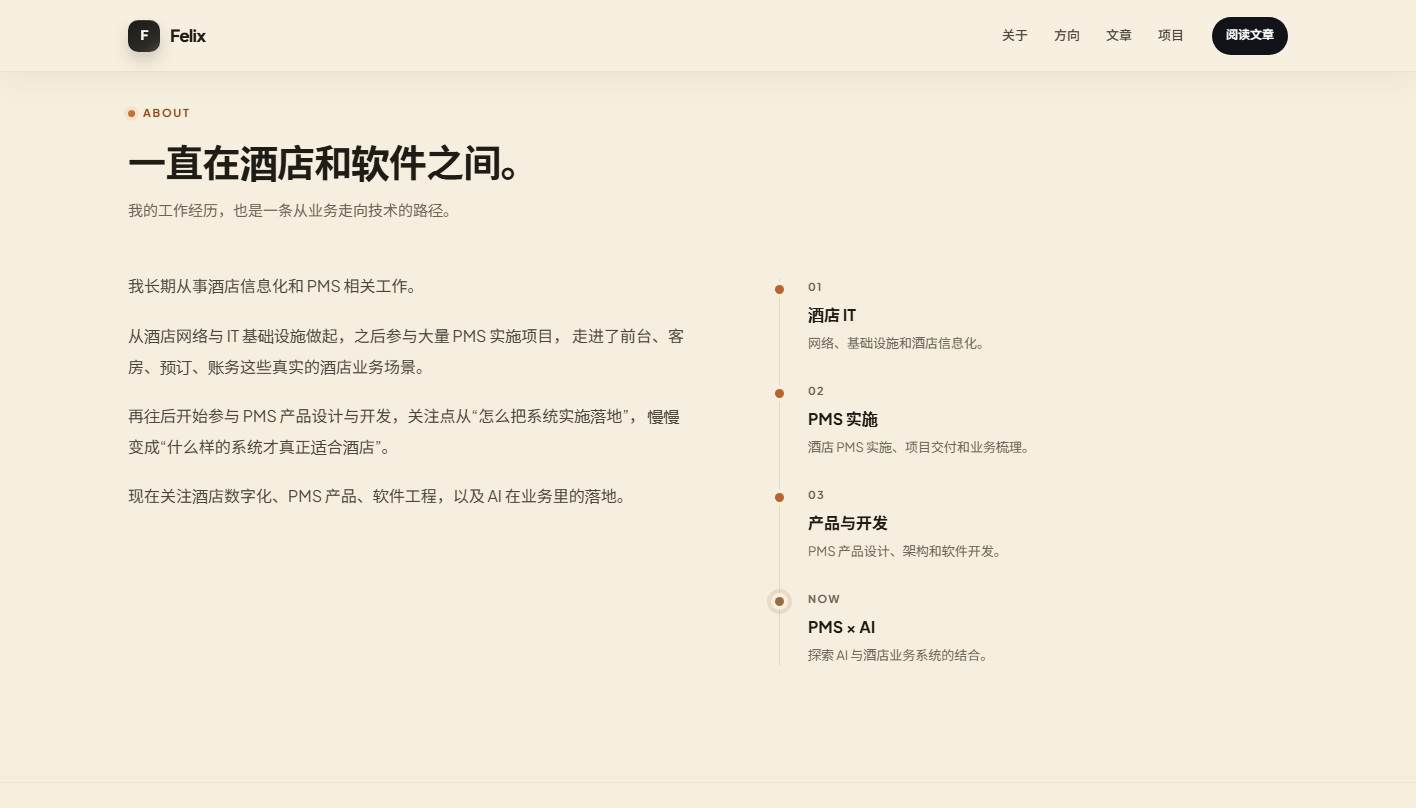 F
Felix
关于
方向
文章
项目
阅读文章
ABOUT
一直在酒店和软件之间。
我的工作经历，也是一条从业务走向技术的路径。
我长期从事酒店信息化和 PMS 相关工作。
从酒店网络与 IT 基础设施做起，之后参与大量 PMS 实施项目， 走进了前台、客
房、预订、账务这些真实的酒店业务场景。
再往后开始参与 PMS 产品设计与开发，关注点从“怎么把系统实施落地”， 慢慢
变成“什么样的系统才真正适合酒店”。
现在关注酒店数字化、PMS 产品、软件工程，以及 AI 在业务里的落地。
01
酒店 IT
网络、基础设施和酒店信息化。
02
PMS 实施
酒店 PMS 实施、项目交付和业务梳理。
03
产品与开发
PMS 产品设计、架构和软件开发。
NOW
PMS × AI
探索 AI 与酒店业务系统的结合。